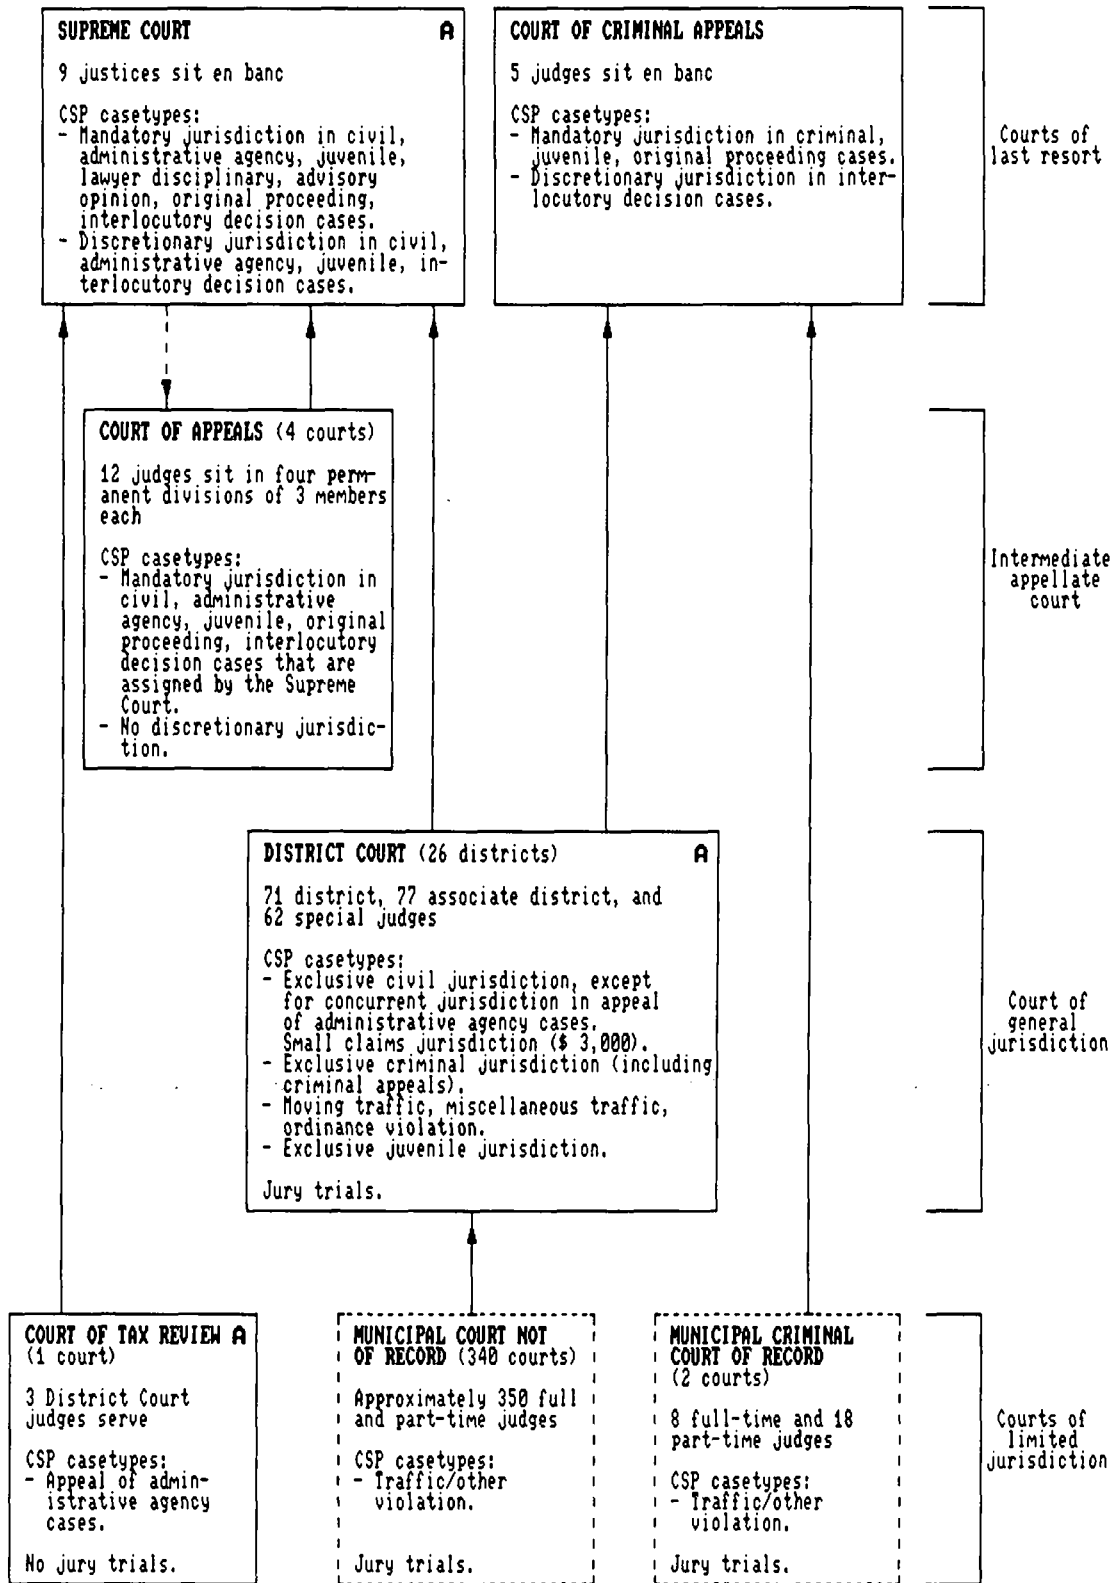 SUPREME COURT A
9 justices sit en banc
CSP casetypes:
- Mandatory jurisdiction in civil,
administrative agency, juvenile,
lawyer disciplinary, advisory
opinion, original proceeding,
interlocutory decision cases.
- Discretionary jurisdiction in civil,
administrative agency, juvenile, in-
terlocutory decision cases.
COURT OF CRIMINAL APPEALS
5 judges sit en banc
CSP casetypes:
- Mandatory jurisdiction in criminal,
juvenile, original proceeding cases.
- Discretionary jurisdiction in inter-
locutory decision cases.
Courts of
last resort
COURT OF APPEALS (4 courts)
12 judges sit in four perm-
anent divisions of 3 members
each
CSP casetypes:
- Mandatory jurisdiction in
civil, administrative
agency, juvenile, original
proceeding, interlocutory
decision cases that are
assigned by the Supreme
Court.
- No discretionary jurisdic-
tion.
Intermediate
appellate
court
DISTRICT COURT (26 districts) A
71 district, 77 associate district, and
62 special judges
CSP casetypes:
- Exclusive civil jurisdiction, except
for concurrent jurisdiction in appeal
of administrative agency cases.
Small claims jurisdiction ($ 3,000).
- Exclusive criminal jurisdiction (including
criminal appeals).
- Moving traffic, miscellaneous traffic,
ordinance violation.
- Exclusive juvenile jurisdiction.
Jury trials.
Court of
general
jurisdiction
COURT OF TAX REVIEW A
(1 court)
3 District Court
judges serve
CSP casetypes:
- Appeal of admin-
istrative agency
cases.
No jury trials.
MUNICIPAL COURT NOT
OF RECORD (340 courts)
Approximately 350 full
and part-time judges
CSP casetypes:
- Traffic/other
violation.
Jury trials.
MUNICIPAL CRIMINAL
COURT OF RECORD
(2 courts)
8 full-time and 18
part-time judges
CSP casetypes:
- Traffic/other
violation.
Jury trials.
Courts of
limited
jurisdiction